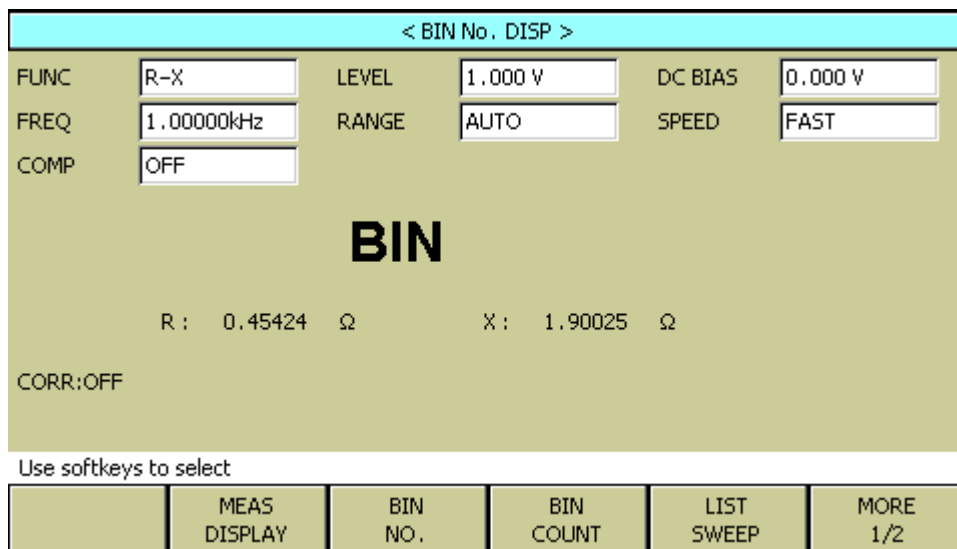 < BIN No. DISP >
FUNC R-X LEVEL 1.000 V DC BIAS 0.000 V
FREQ 1.00000kHz RANGE AUTO SPEED FAST
COMP OFF
BIN
R : 0.45424 Ω X : 1.90025 Ω
CORR:OFF
Use softkeys to select
MEAS DISPLAY
BIN NO.
BIN COUNT
LIST SWEEP
MORE 1/2